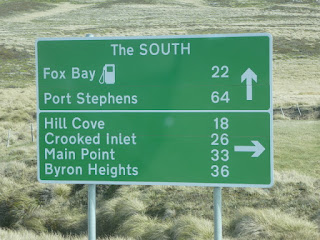 The SOUTH
Fox Bay 22
Port Stephens 64
Hill Cove 18
Crooked Inlet 26
Main Point 33
Byron Heights 36